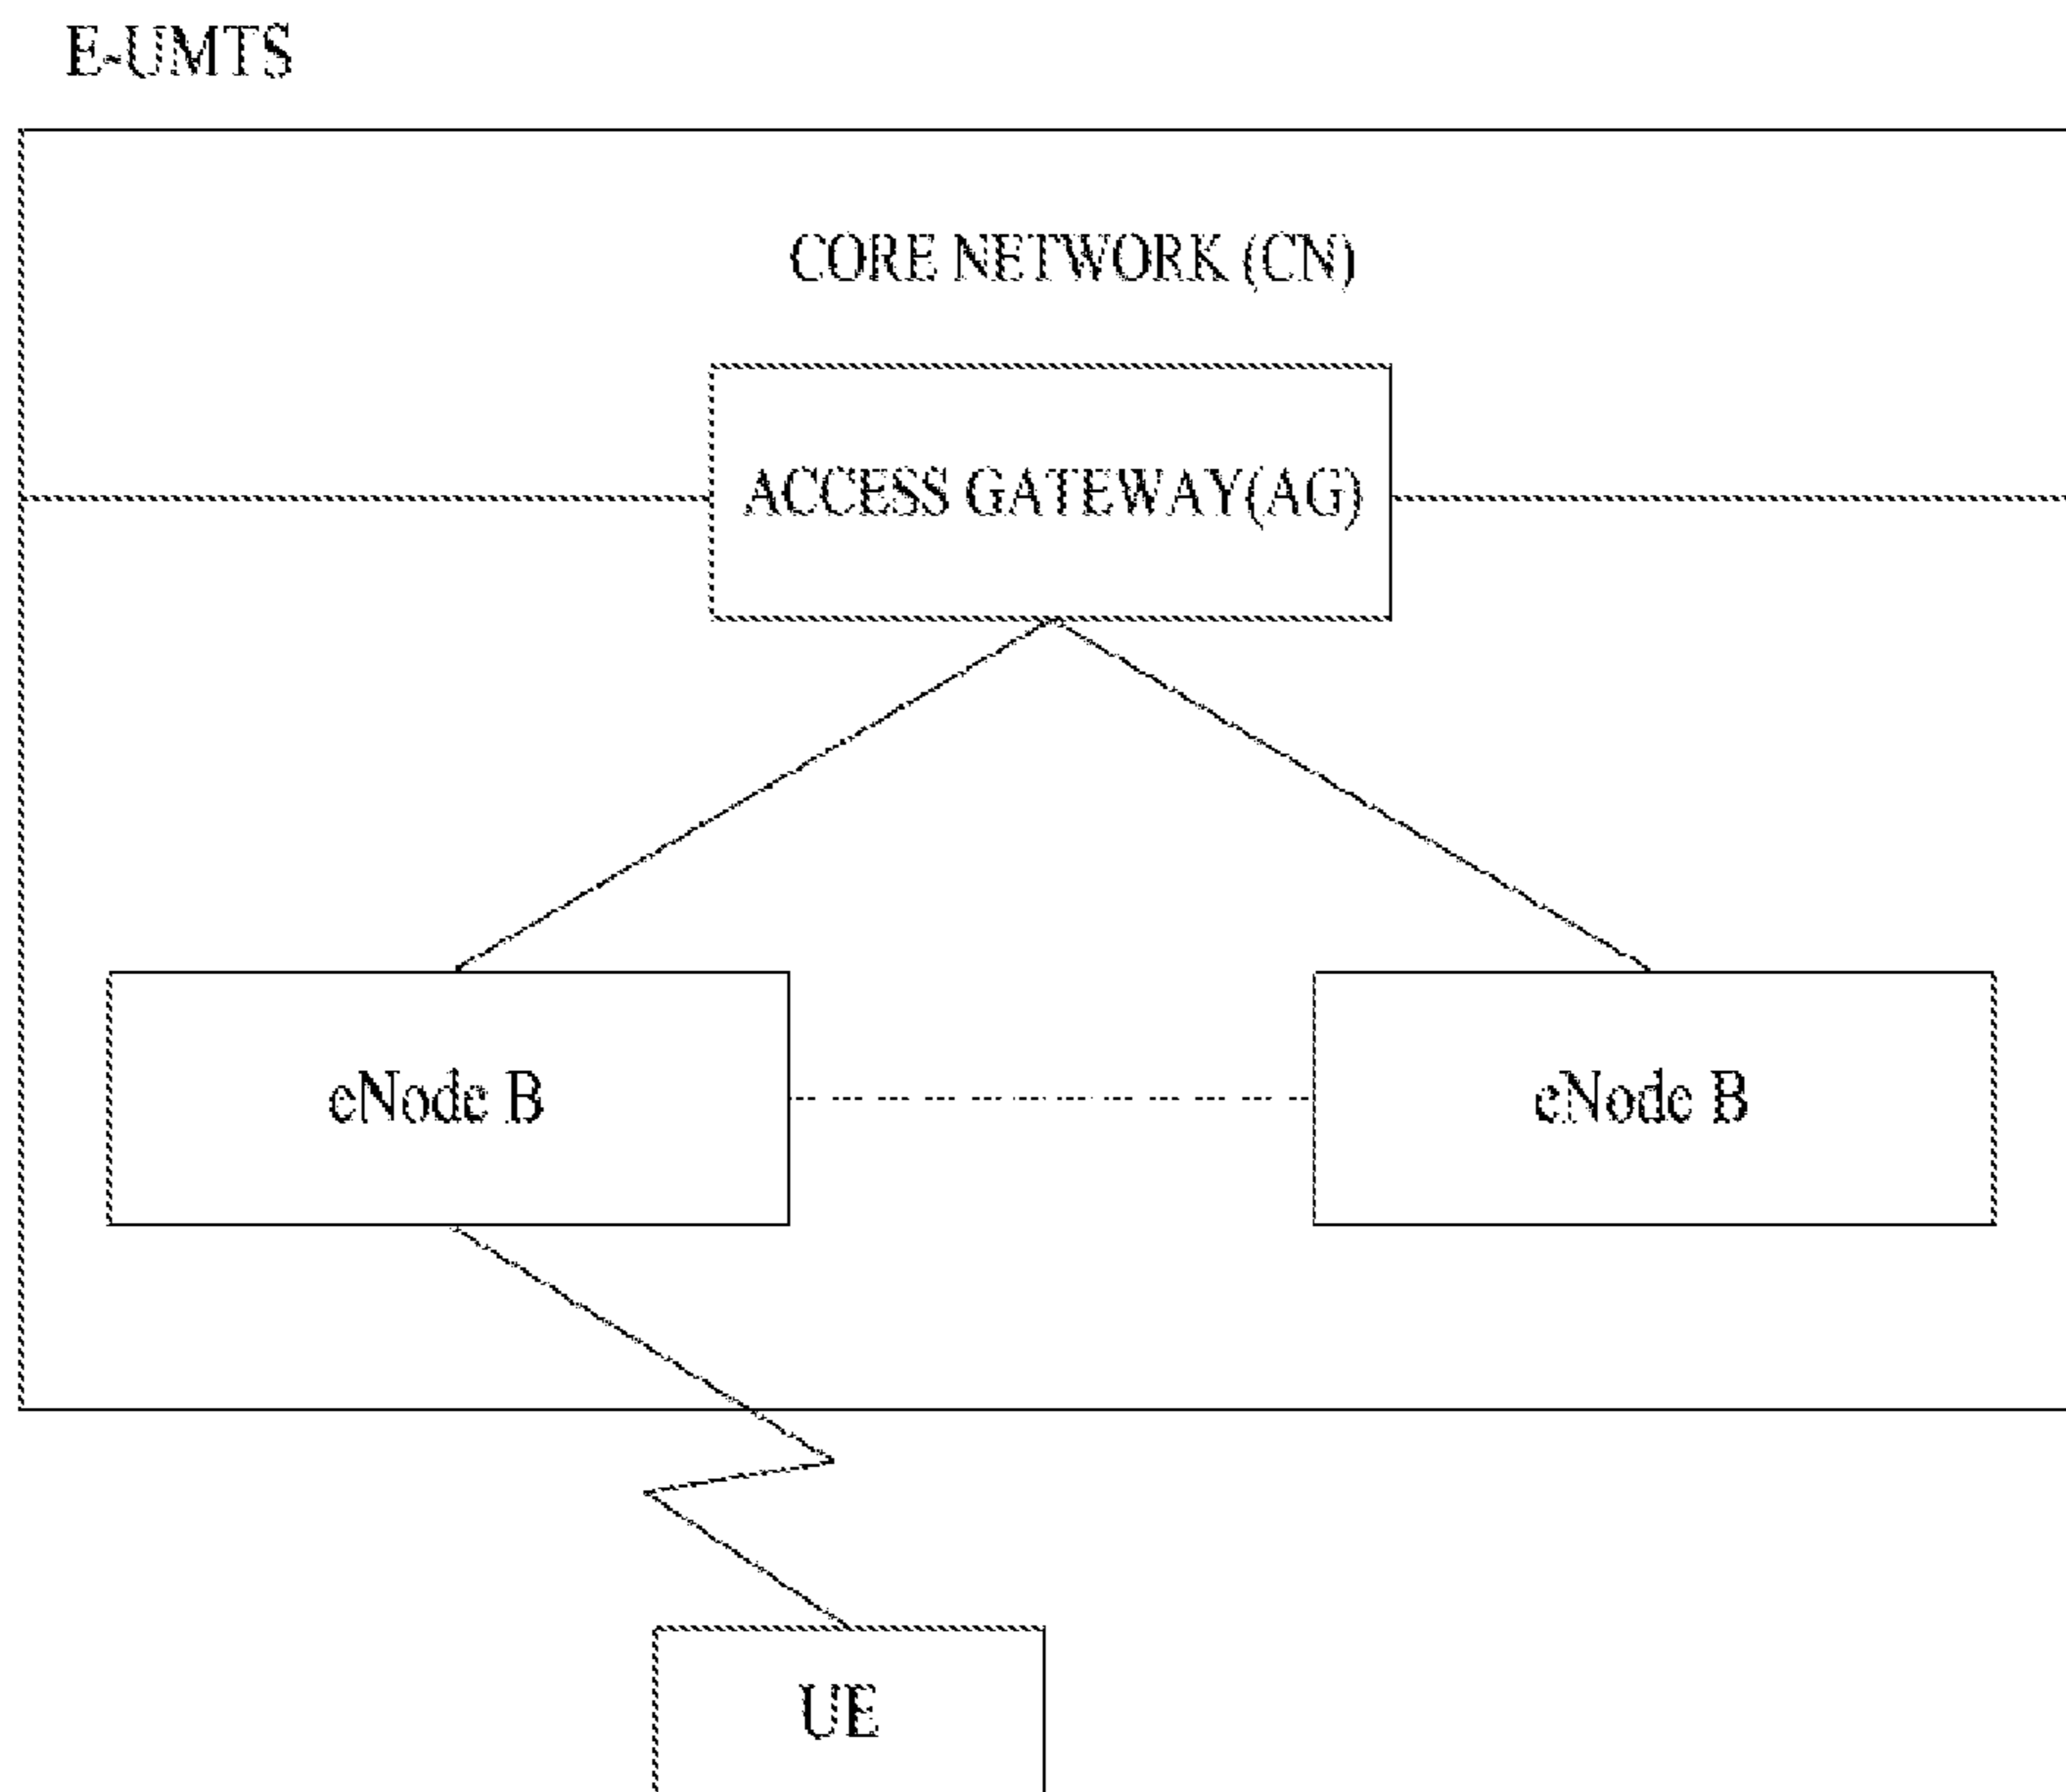 E-UMTS
CORE NETWORK (CN)
ACCESS GATEWAY(AG)
eNode B
eNode B
UE